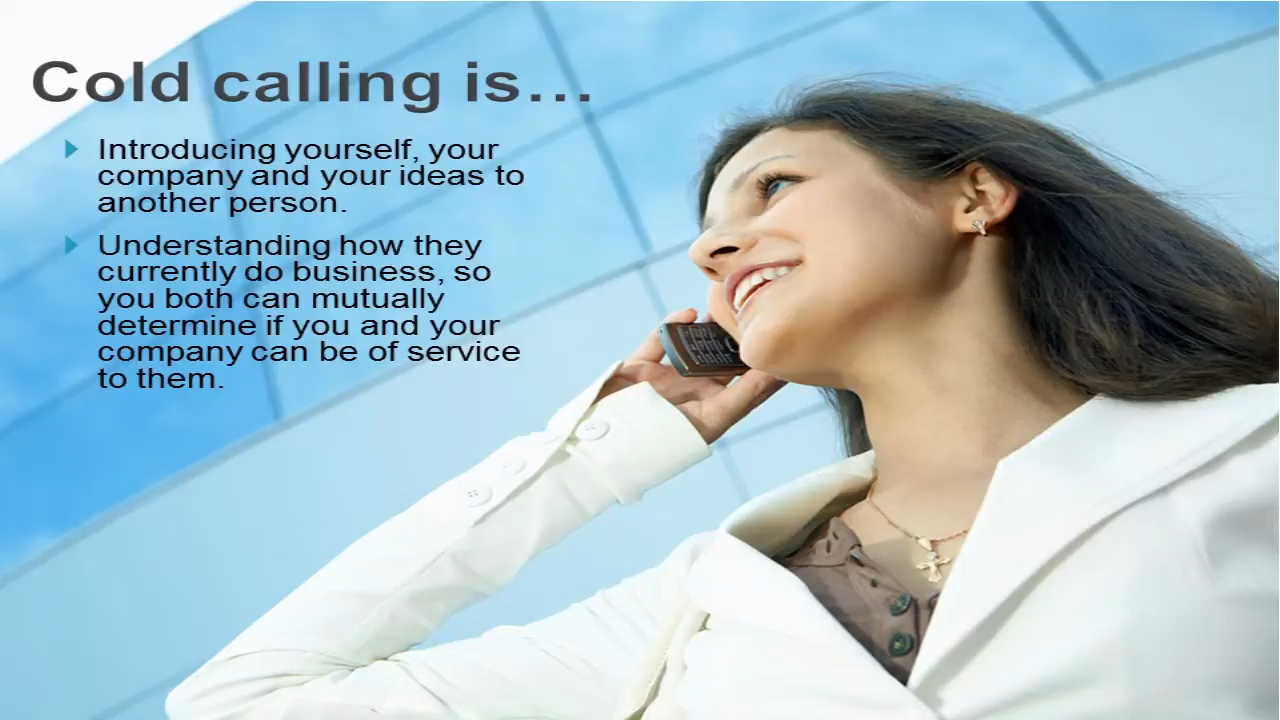 Cold calling is...
Introducing yourself, your
company and your ideas to
another person.
Understanding how they
currently do business, so
you both can mutually
determine if you and your
company can be of service
to them.